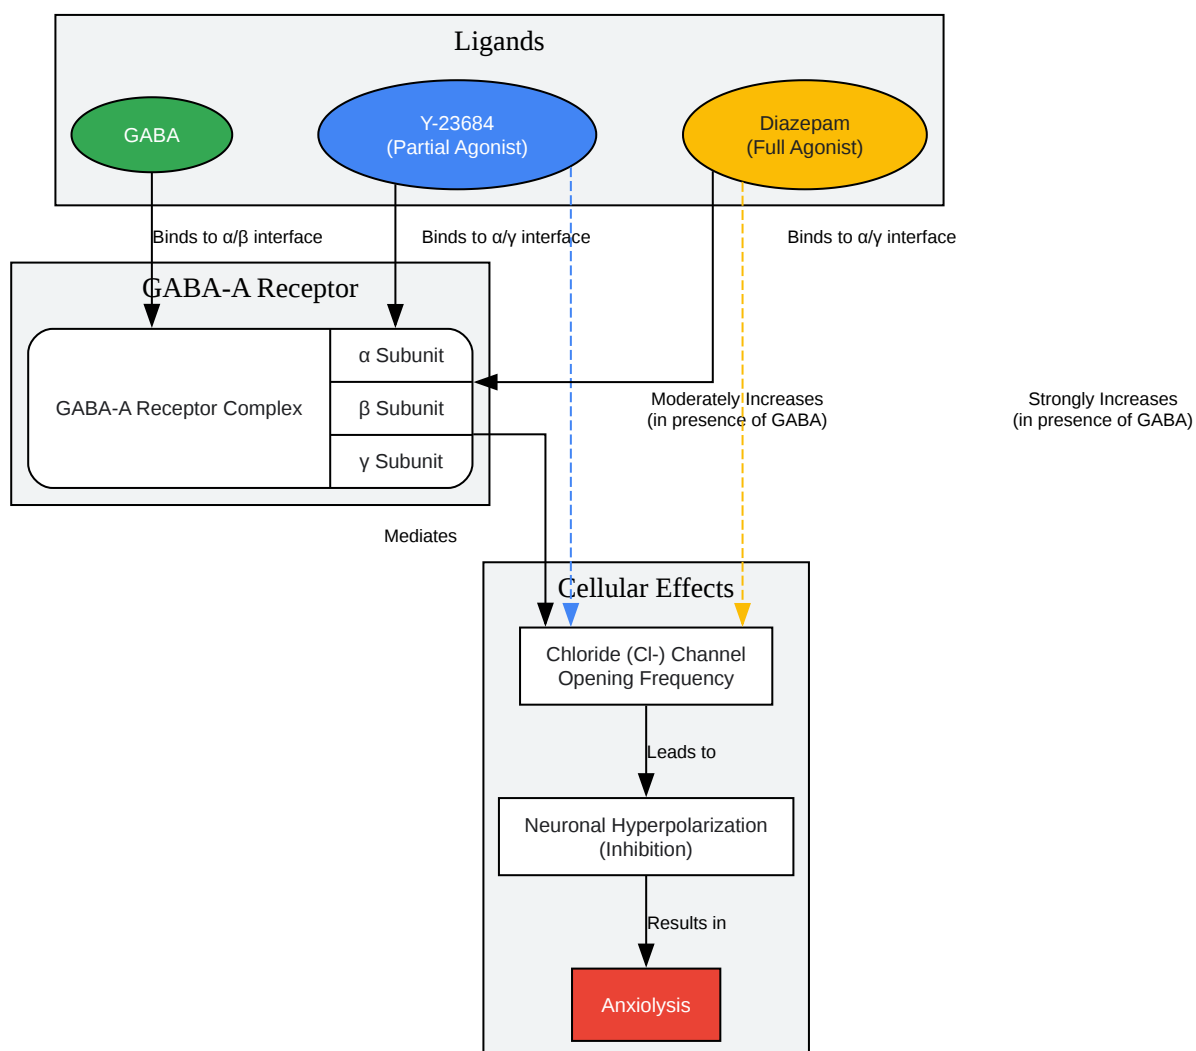 Ligands
GABA
Y-23684
(Partial Agonist)
Diazepam
(Full Agonist)
Binds to α/β interface
Binds to α/γ interface
Binds to α/γ interface
GABA-A Receptor
GABA-A Receptor Complex
α Subunit
β Subunit
γ Subunit
Moderately Increases
(in presence of GABA)
Strongly Increases
(in presence of GABA)
Mediates
Cellular Effects
Chloride (Cl-) Channel
Opening Frequency
Leads to
Neuronal Hyperpolarization
(Inhibition)
Results in
Anxiolysis